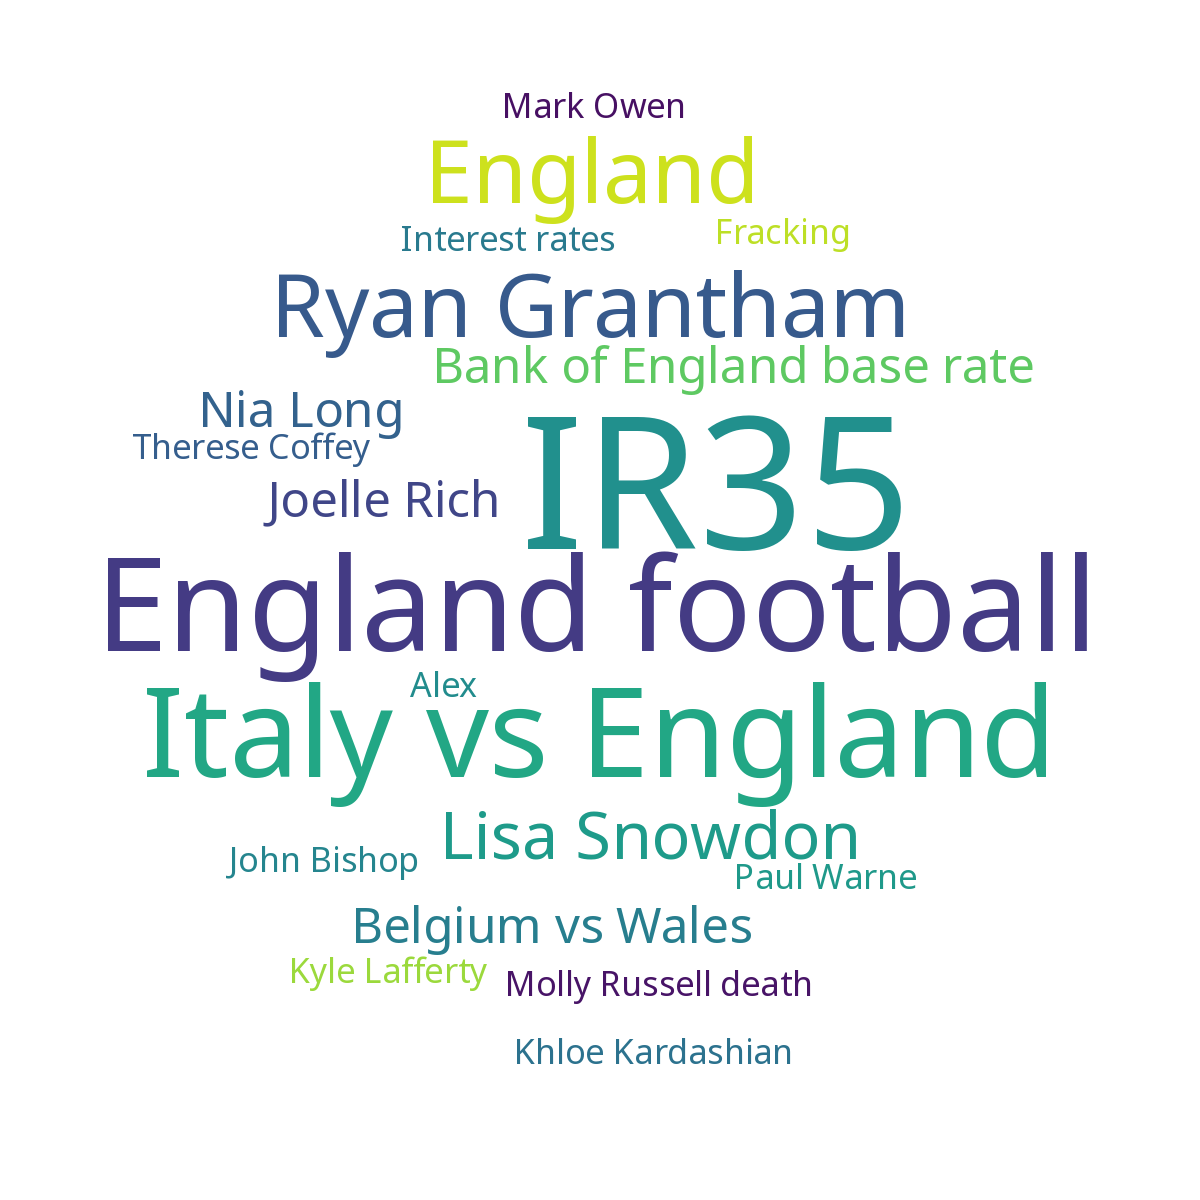 Mark Owen
England
Interest rates
Fracking
Ryan Grantham
Bank of England base rate
Nia Long
Therese Coffey
IR35
Joelle Rich
England football
Alex
Italy vs England
Lisa Snowdon
John Bishop
Paul Warne
Belgium vs Wales
Kyle Lafferty
Molly Russell death
Khloe Kardashian